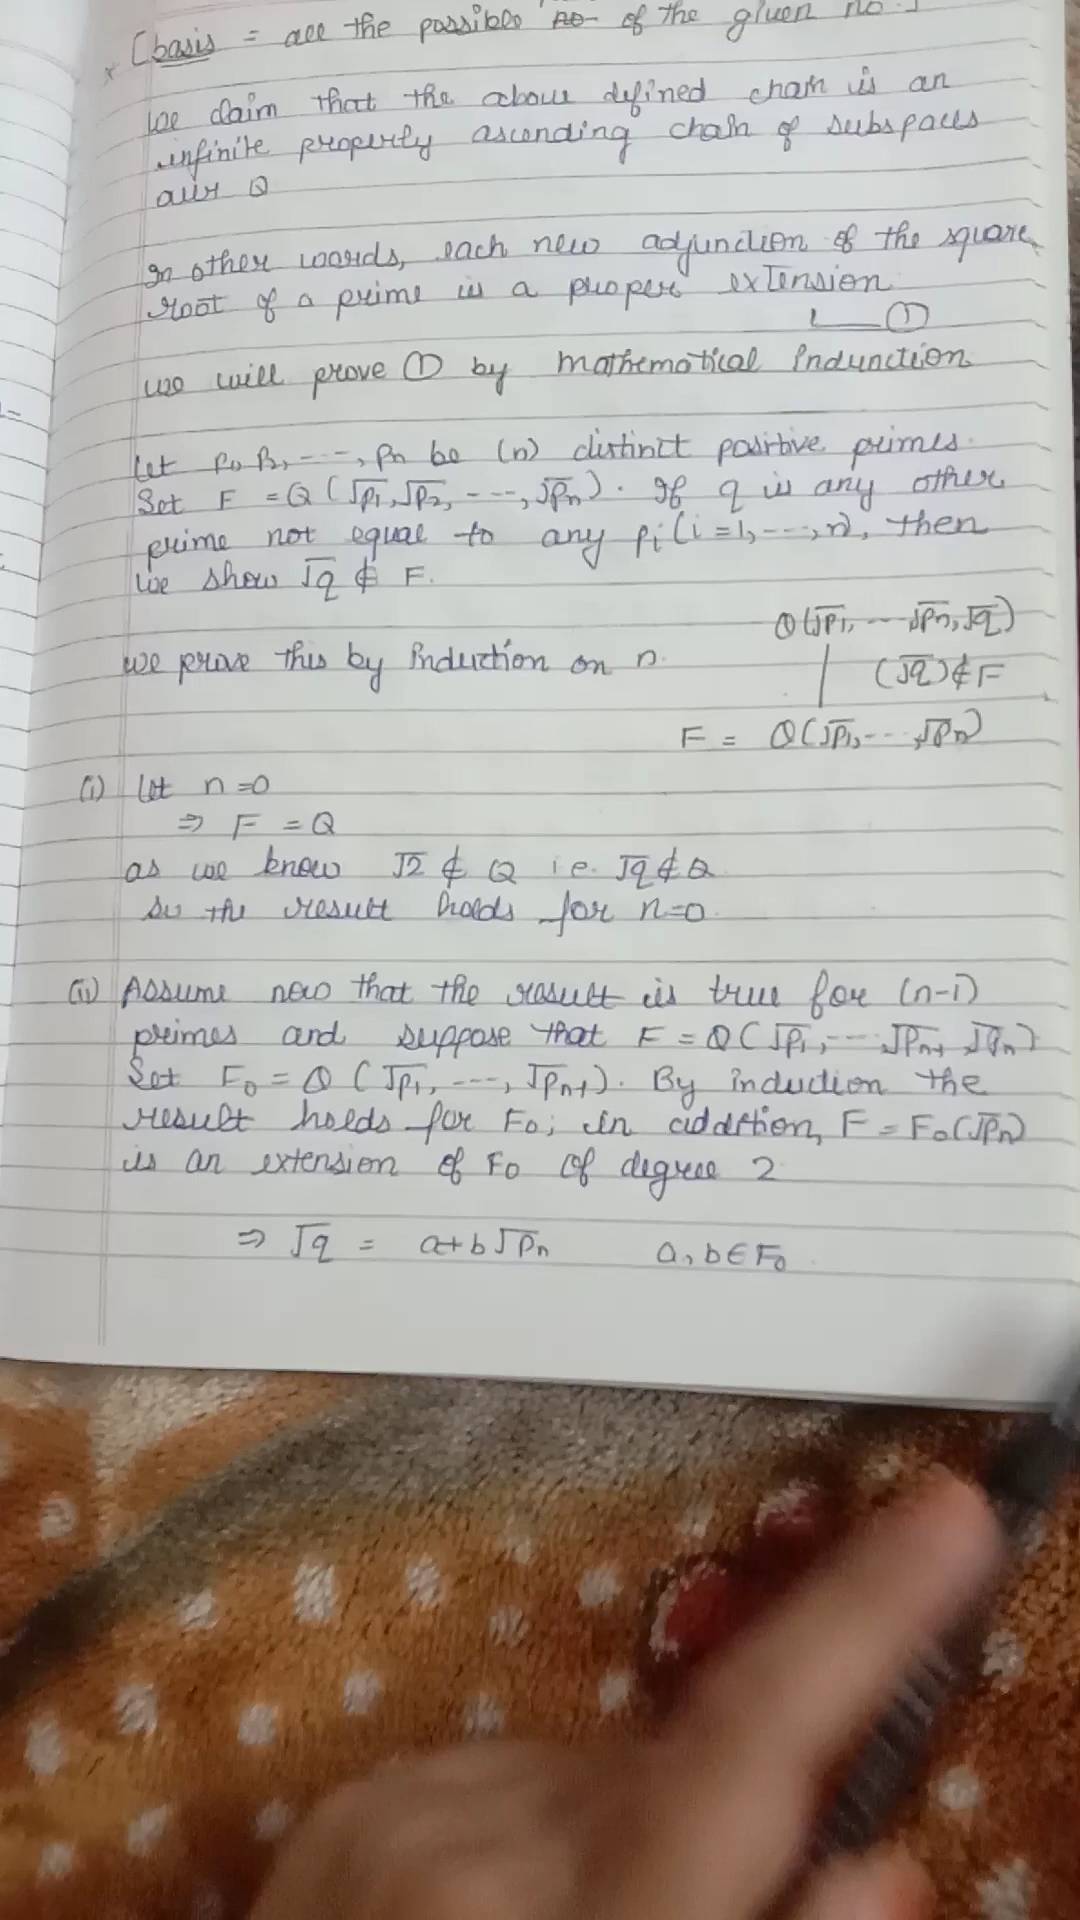 [basis = all the possible no of the given no.]
we claim that the above defined chain is an
infinite properly ascending chain of subspaces
over Q
In other words, each new adjunction of the square
root of a prime is a proper extension
①
we will prove ① by mathematical Indunction
Let p1, p2, ---, pn be (n) distinct positive primes.
Set F = Q(√p1, √p2, ---, √pn). If q is any other
prime not equal to any pi (i=1, ---, n), then
we show √q ∉ F.
Q(√p1, --- √pn, √q)
we prove this by Induction on n.
(√q) ∉ F
F = Q(√p1, --- √pn)
(i) Let n=0
⇒ F = Q
as we know √2 ∉ Q i.e. √q ∉ Q
so the result holds for n=0.
(ii) Assume now that the result is true for (n-1)
primes and suppose that F = Q(√p1, --- √pn-1, √pn)
Set F0 = Q(√p1, ---, √pn-1). By induction the
result holds for F0; in addition, F = F0(√pn)
is an extension of F0 of degree 2
⇒ √q = a+b√pn a, b ∈ F0.